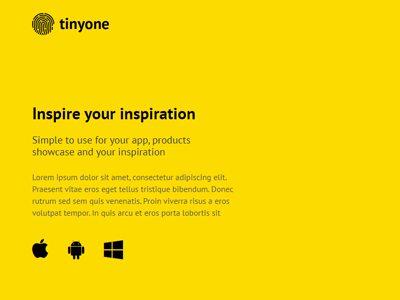 tinyone
Inspire your inspiration
Simple to use for your app, products
showcase and your inspiration
Lorem ipsum dolor sit amet, consectetur adipiscing elit.
Praesent vitae eros eget tellus tristique bibendum. Donec
rutrum sed sem quis venenatis. Proin viverra risus a eros
volutpat tempor. In quis arcu et eros porta lobortis sit